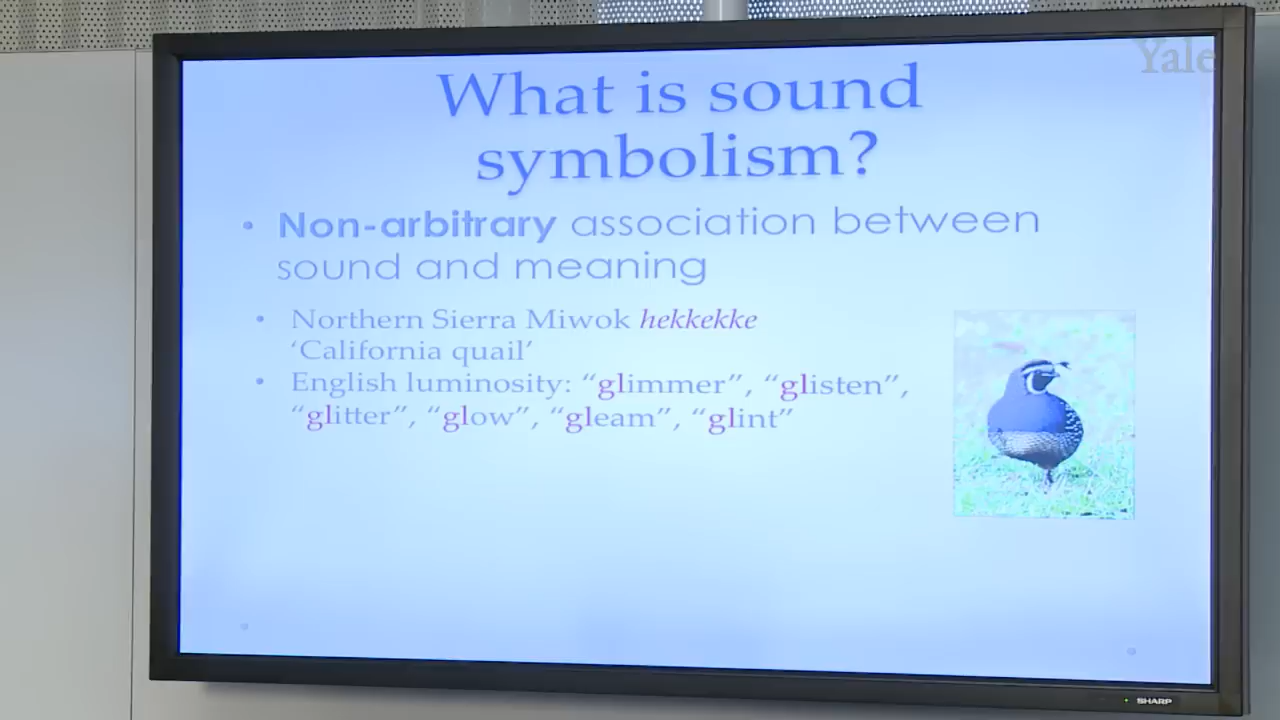 Yale
What is sound
symbolism?
• Non-arbitrary association between
sound and meaning
• Northern Sierra Miwok hekkekke
‘California quail’
• English luminosity: “glimmer”, “glisten”,
“glitter”, “glow”, “gleam”, “glint”
SHARP